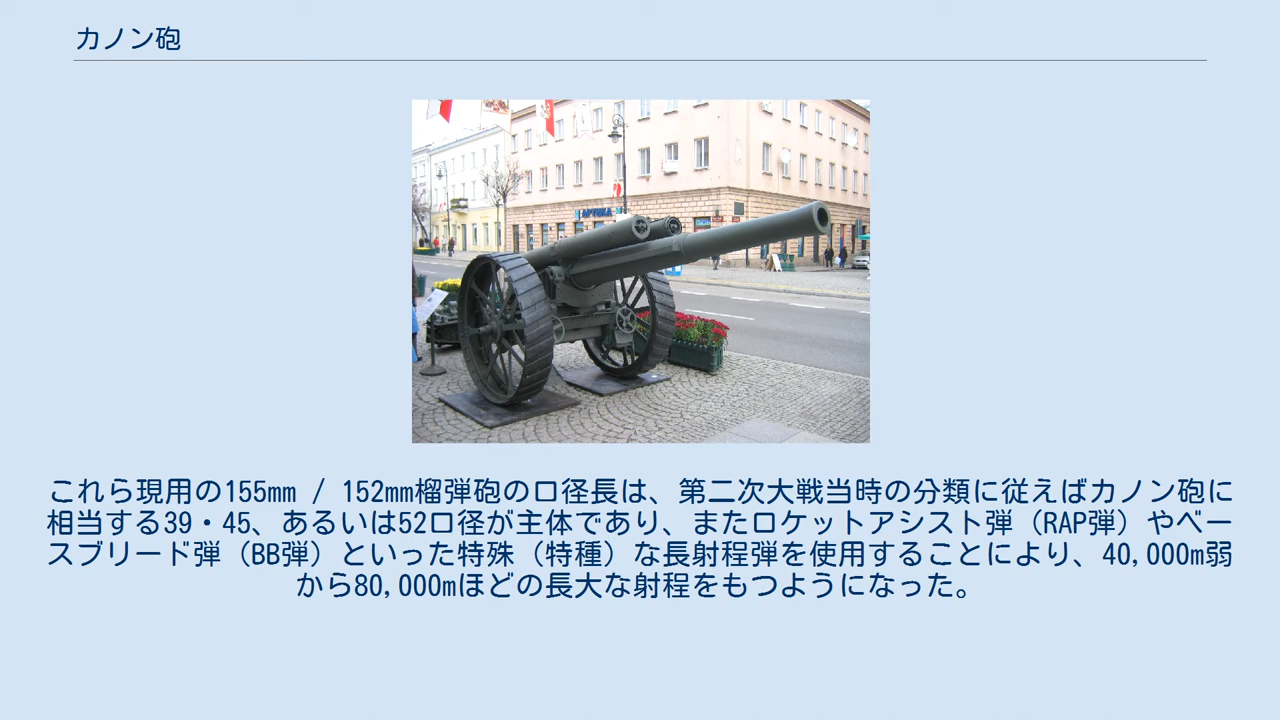 カノン砲
APTEKA
これら現用の155mm / 152mm榴弾砲の口径長は、第二次大戦当時の分類に従えばカノン砲に
相当する39・45、あるいは52口径が主体であり、またロケットアシスト弾（RAP弾）やベー
スブリード弾（BB弾）といった特殊（特種）な長射程弾を使用することにより、40,000m弱
から80,000mほどの長大な射程をもつようになった。